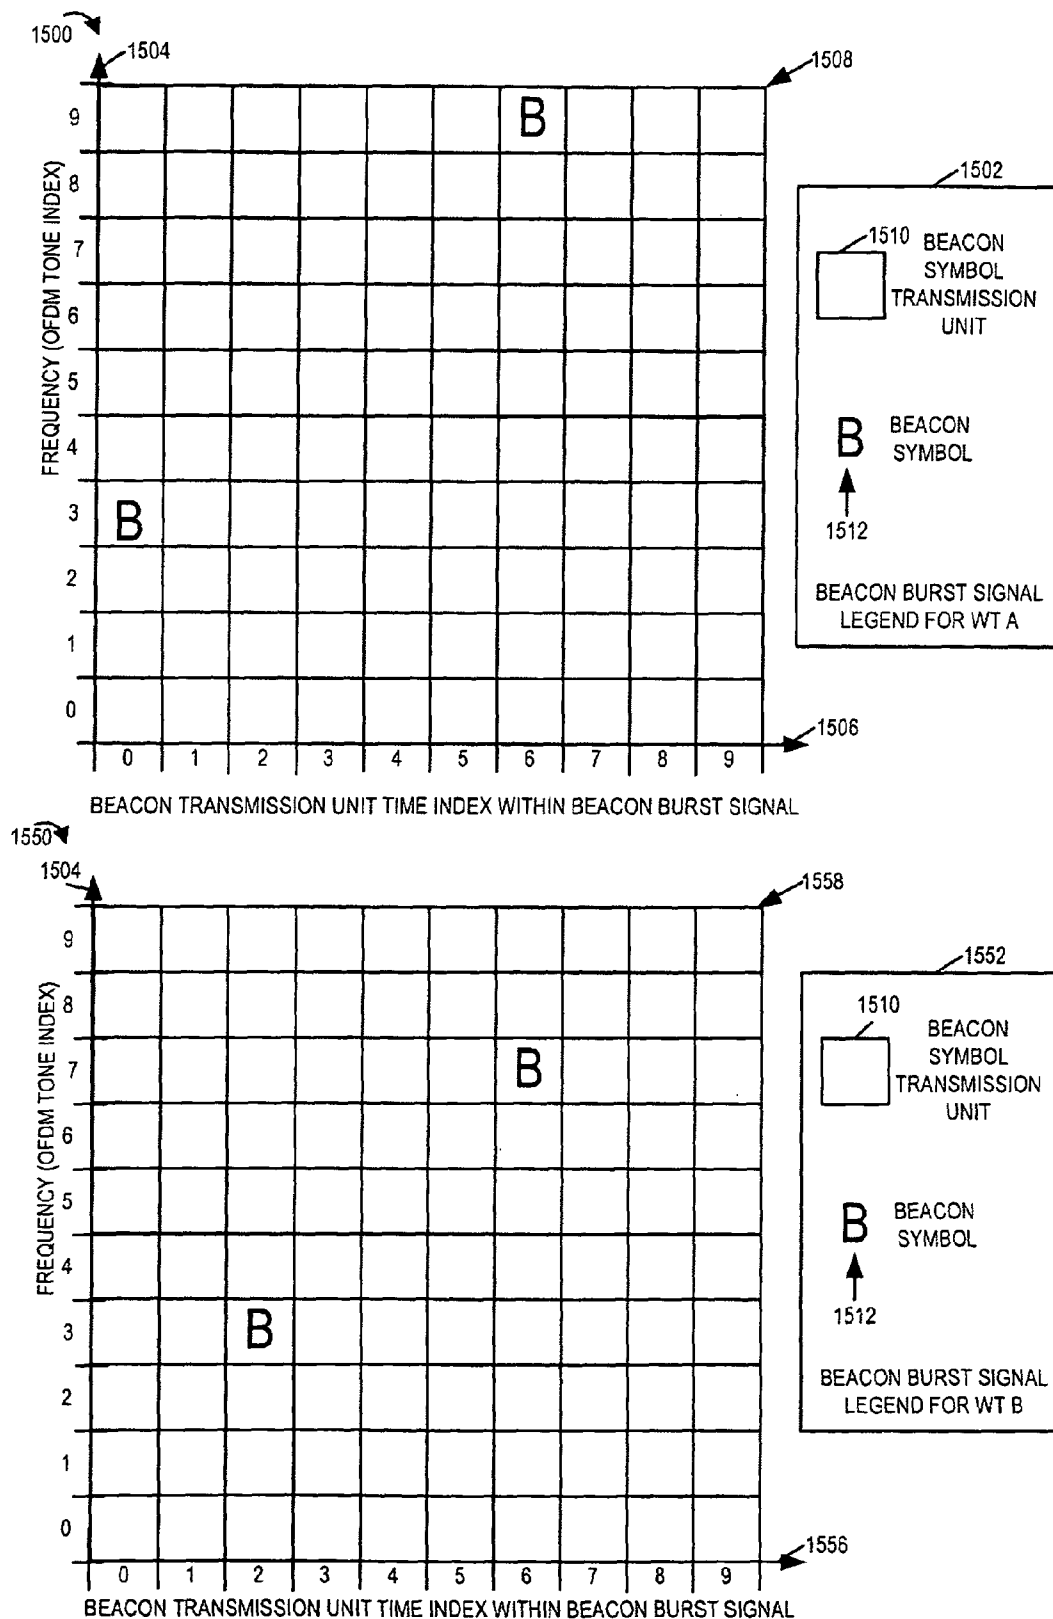 1500
1504
1508
9
B
8
7
6
5
4
3
B
2
1
0
FREQUENCY (OFDM TONE INDEX)
0 1 2 3 4 5 6 7 8 9
1506
BEACON TRANSMISSION UNIT TIME INDEX WITHIN BEACON BURST SIGNAL
1502
1510
BEACON
SYMBOL
TRANSMISSION
UNIT
B
BEACON
SYMBOL
1512
BEACON BURST SIGNAL
LEGEND FOR WT A
1550
1504
1558
9
8
7
B
6
5
4
3
B
2
1
0
FREQUENCY (OFDM TONE INDEX)
0 1 2 3 4 5 6 7 8 9
1556
BEACON TRANSMISSION UNIT TIME INDEX WITHIN BEACON BURST SIGNAL
1552
1510
BEACON
SYMBOL
TRANSMISSION
UNIT
B
BEACON
SYMBOL
1512
BEACON BURST SIGNAL
LEGEND FOR WT B